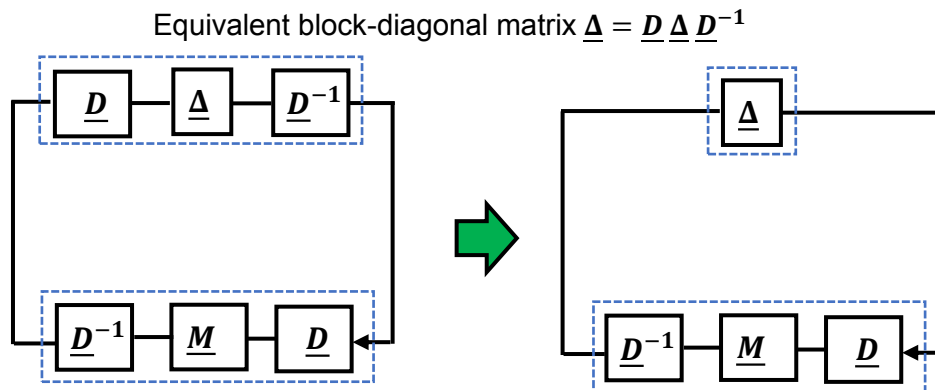 Equivalent block-diagonal matrix Δ = D Δ D⁻¹
D Δ D⁻¹
Δ
D⁻¹ M D
D⁻¹ M D